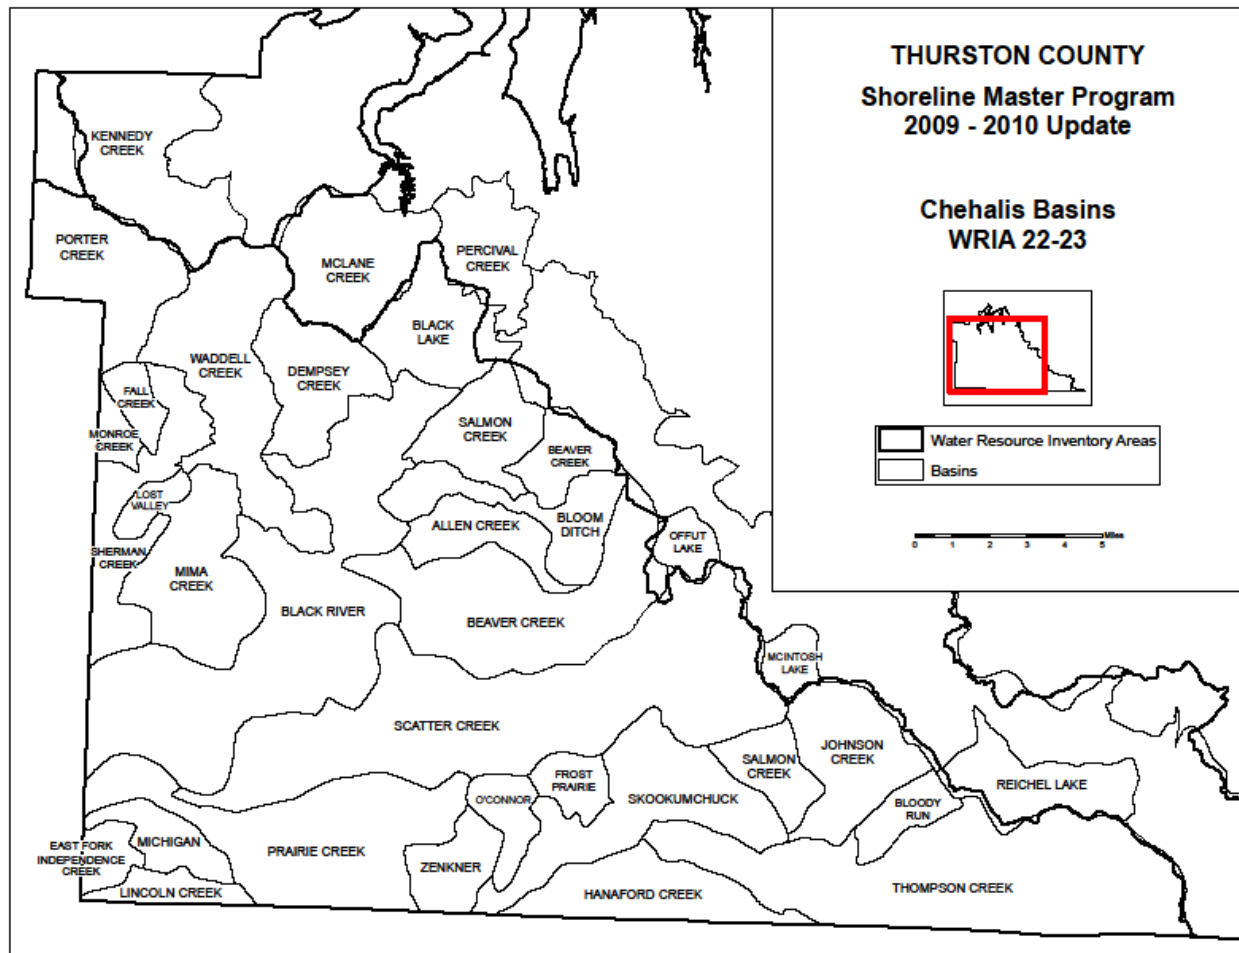 THURSTON COUNTY
Shoreline Master Program
2009 - 2010 Update
Chehalis Basins
WRIA 22-23
Water Resource Inventory Areas
Basins
Miles
0 1 2 3 4 5
KENNEDY
CREEK
PORTER
CREEK
MCLANE
CREEK
PERCIVAL
CREEK
BLACK
LAKE
WADDELL
CREEK
DEMPSEY
CREEK
FALL
CREEK
MONROE
CREEK
SALMON
CREEK
BEAVER
CREEK
LOST
VALLEY
ALLEN CREEK
BLOOM
DITCH
OFFUT
LAKE
SHERMAN
CREEK
MIMA
CREEK
BLACK RIVER
BEAVER CREEK
MCINTOSH
LAKE
SCATTER CREEK
SALMON
CREEK
JOHNSON
CREEK
FROST
PRAIRIE
O'CONNOR
SKOOKUMCHUCK
BLOODY
RUN
REICHEL LAKE
EAST FORK
INDEPENDENCE
CREEK
MICHIGAN
PRAIRIE CREEK
ZENKNER
LINCOLN CREEK
HANAFORD CREEK
THOMPSON CREEK